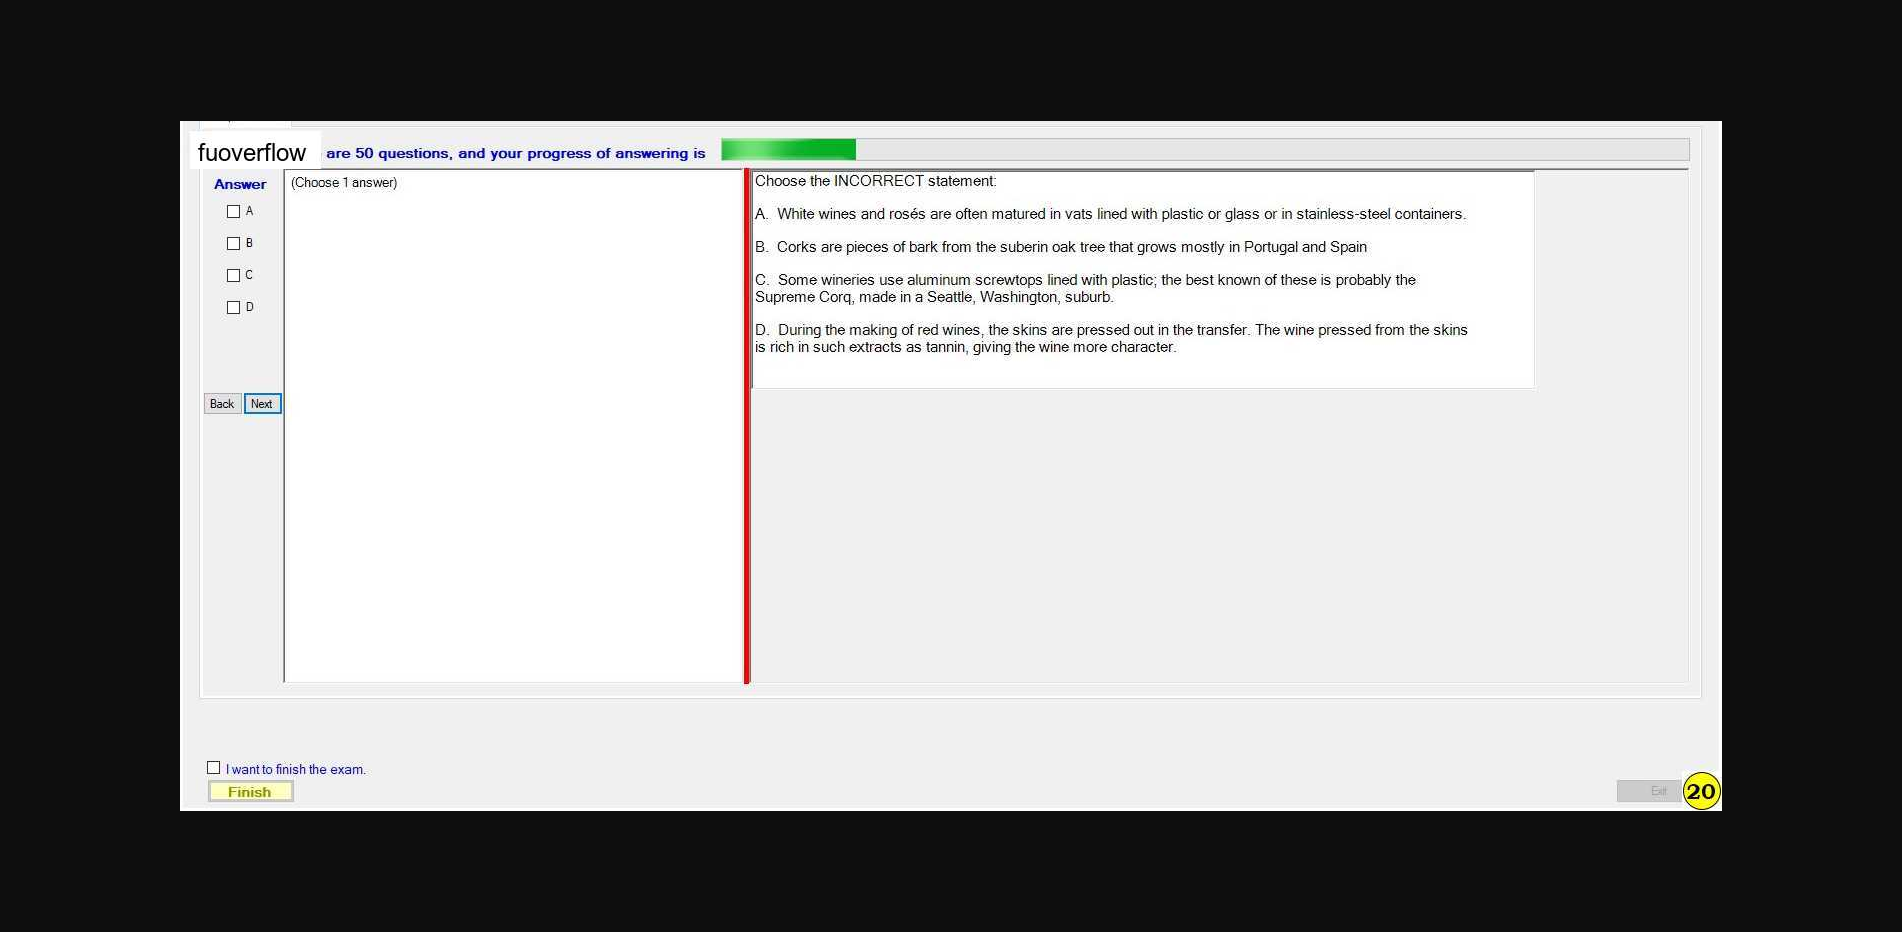 fuoverflow are 50 questions, and your progress of answering is
Answer
(Choose 1 answer)
A
B
C
D
Back Next
Choose the INCORRECT statement:
A. White wines and rosés are often matured in vats lined with plastic or glass or in stainless-steel containers.
B. Corks are pieces of bark from the suberin oak tree that grows mostly in Portugal and Spain
C. Some wineries use aluminum screwtops lined with plastic; the best known of these is probably the
Supreme Corq, made in a Seattle, Washington, suburb.
D. During the making of red wines, the skins are pressed out in the transfer. The wine pressed from the skins
is rich in such extracts as tannin, giving the wine more character.
I want to finish the exam.
Finish
Exit
20